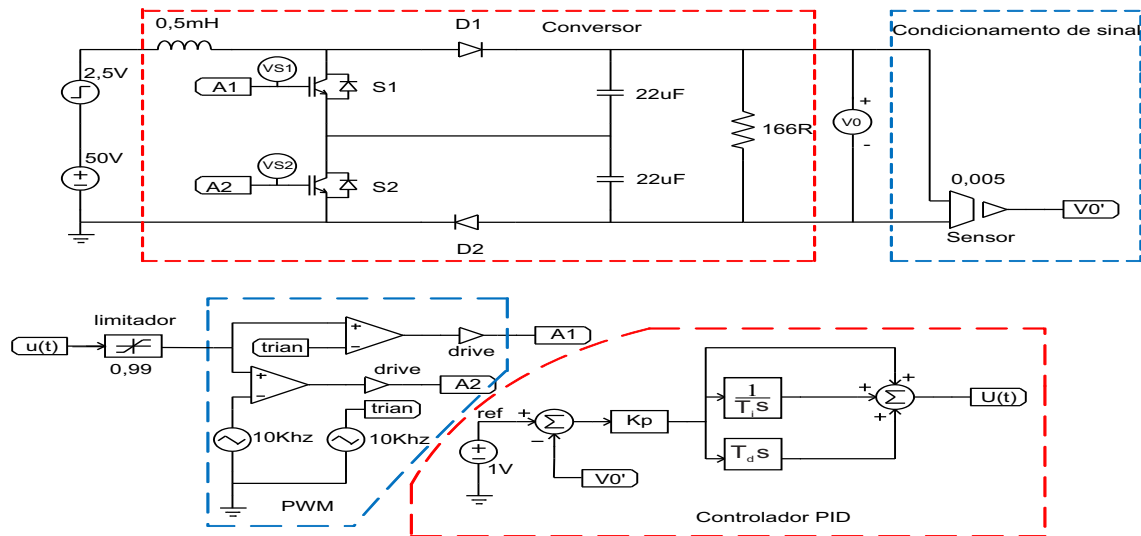 0,5mH
D1
Conversor
Condicionamento de sinal
2,5V
VS1
A1
S1
22uF
+
V0
-
166R
50V
VS2
A2
S2
22uF
0,005
V0'
Sensor
D2
limitador
u(t)
0,99
+
-
trian
drive
A1
+
-
drive
A2
trian
10Khz
10Khz
PWM
ref
+
-
Σ
1V
V0'
Kp
1
Tᵢs
T_d s
+
+
+
Σ
U(t)
Controlador PID